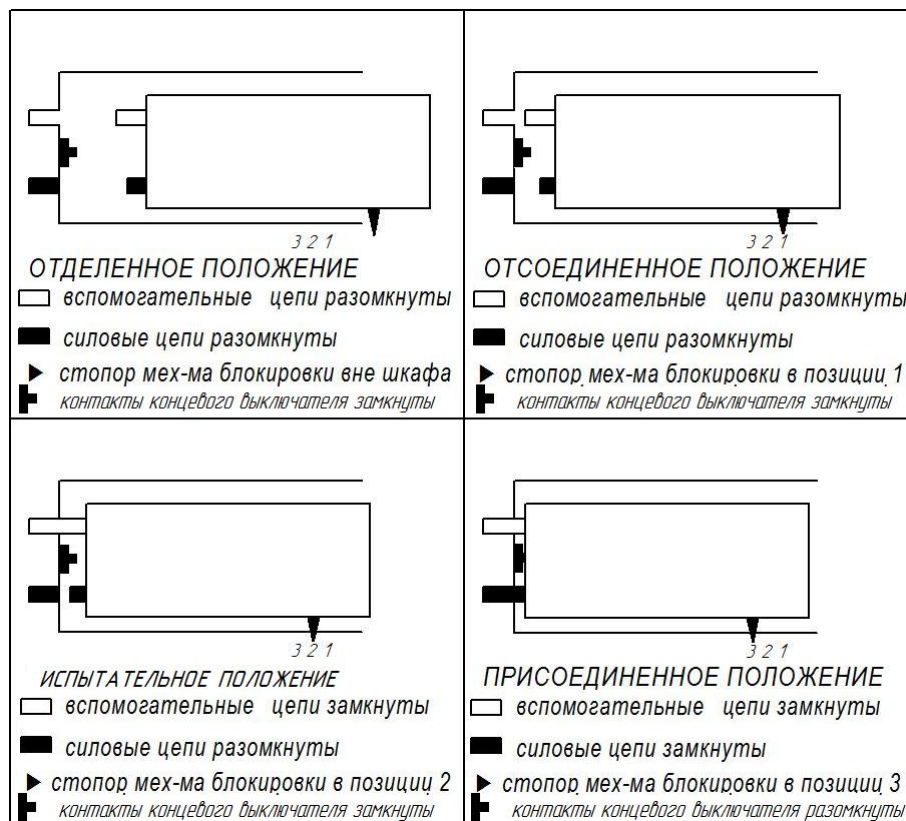 3 2 1
ОТДЕЛЕННОЕ ПОЛОЖЕНИЕ
вспомогательные цепи разомкнуты
силовые цепи разомкнуты
стопор мех-ма блокировки вне шкафа
контакты концевого выключателя замкнуты
3 2 1
ОТСОЕДИНЕННОЕ ПОЛОЖЕНИЕ
вспомогательные цепи разомкнуты
силовые цепи разомкнуты
стопор мех-ма блокировки в позиции 1
контакты концевого выключателя замкнуты
3 2 1
ИСПЫТАТЕЛЬНОЕ ПОЛОЖЕНИЕ
вспомогательные цепи замкнуты
силовые цепи разомкнуты
стопор мех-ма блокировки в позиции 2
контакты концевого выключателя замкнуты
3 2 1
ПРИСОЕДИНЕННОЕ ПОЛОЖЕНИЕ
вспомогательные цепи замкнуты
силовые цепи замкнуты
стопор мех-ма блокировки в позиции 3
контакты концевого выключателя разомкнуты